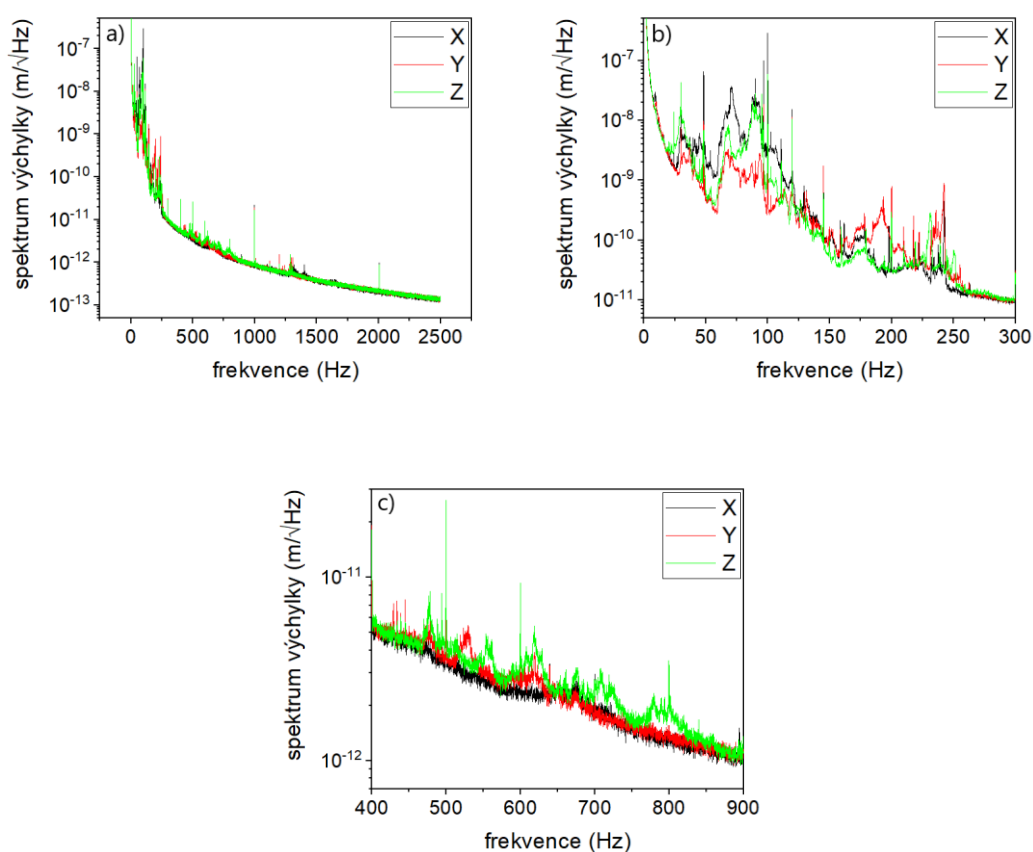 a)
X
Y
Z
10⁻⁷
10⁻⁸
10⁻⁹
10⁻¹⁰
10⁻¹¹
10⁻¹²
10⁻¹³
spektrum výchylky (m/√Hz)
0 500 1000 1500 2000 2500
frekvence (Hz)
b)
X
Y
Z
10⁻⁷
10⁻⁸
10⁻⁹
10⁻¹⁰
10⁻¹¹
spektrum výchylky (m/√Hz)
0 50 100 150 200 250 300
frekvence (Hz)
c)
X
Y
Z
10⁻¹¹
10⁻¹²
spektrum výchylky (m/√Hz)
400 500 600 700 800 900
frekvence (Hz)